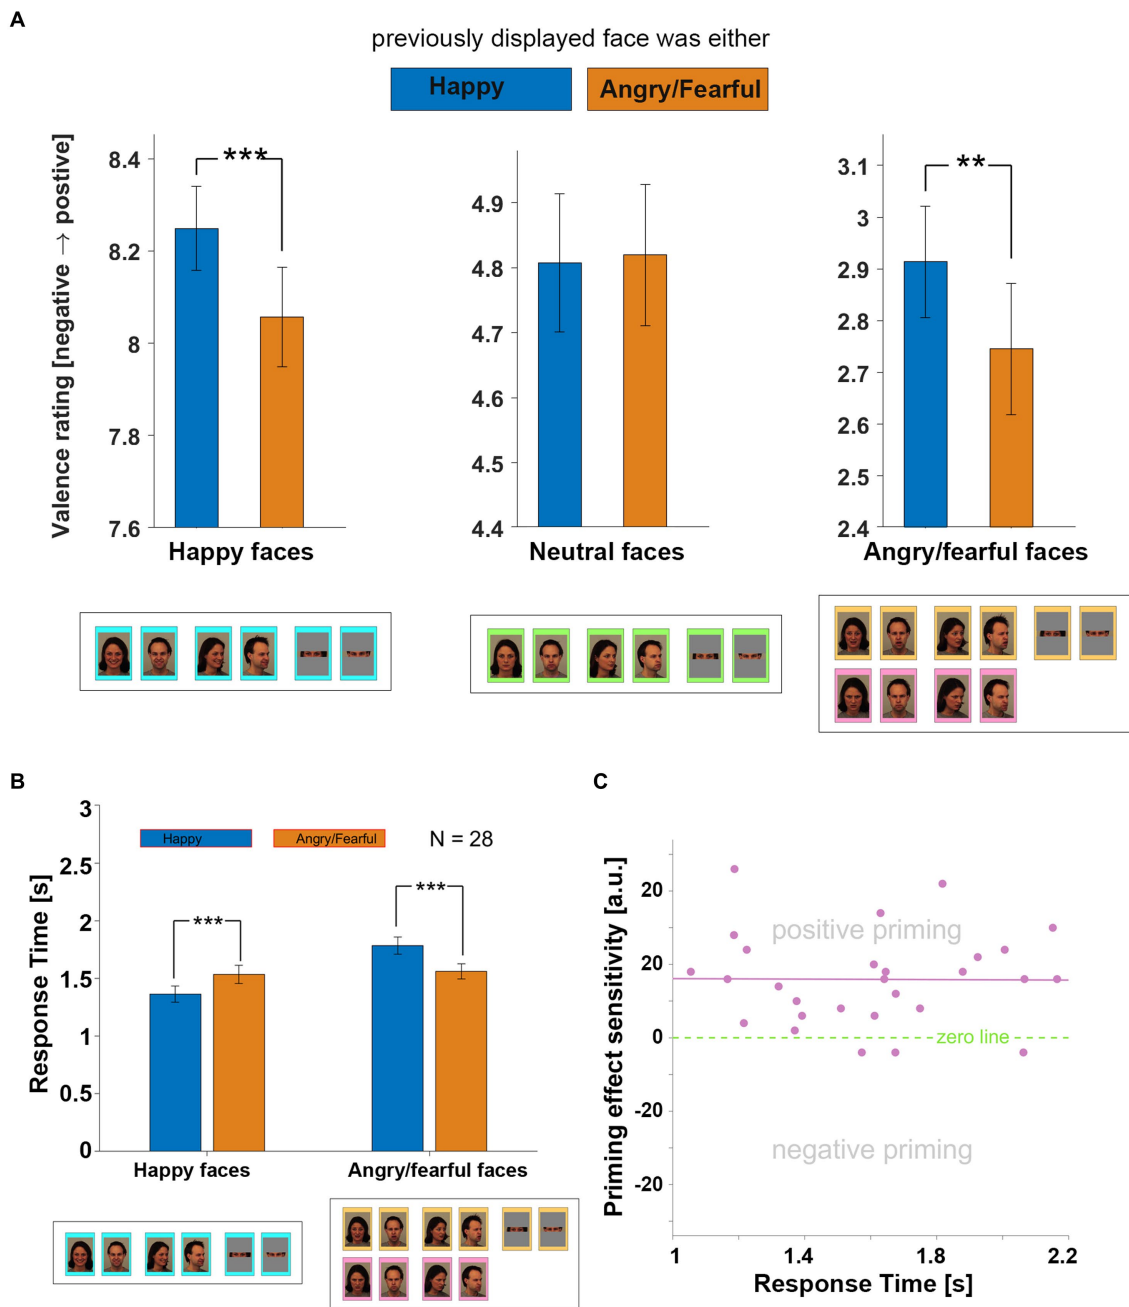 A
previously displayed face was either
Happy
Angry/Fearful
Valence rating [negative → postive]
8.4
8.2
8
7.8
7.6
***
Happy faces
4.9
4.8
4.7
4.6
4.5
4.4
Neutral faces
3.1
3
2.9
2.8
2.7
2.6
2.5
2.4
**
Angry/fearful faces
B
Response Time [s]
3
2.5
2
1.5
1
0.5
0
Happy
Angry/Fearful
N = 28
***
***
Happy faces
Angry/fearful faces
C
Priming effect sensitivity [a.u.]
20
20
0
-20
-20
positive priming
zero line
negative priming
1
1.4
1.8
2.2
Response Time [s]